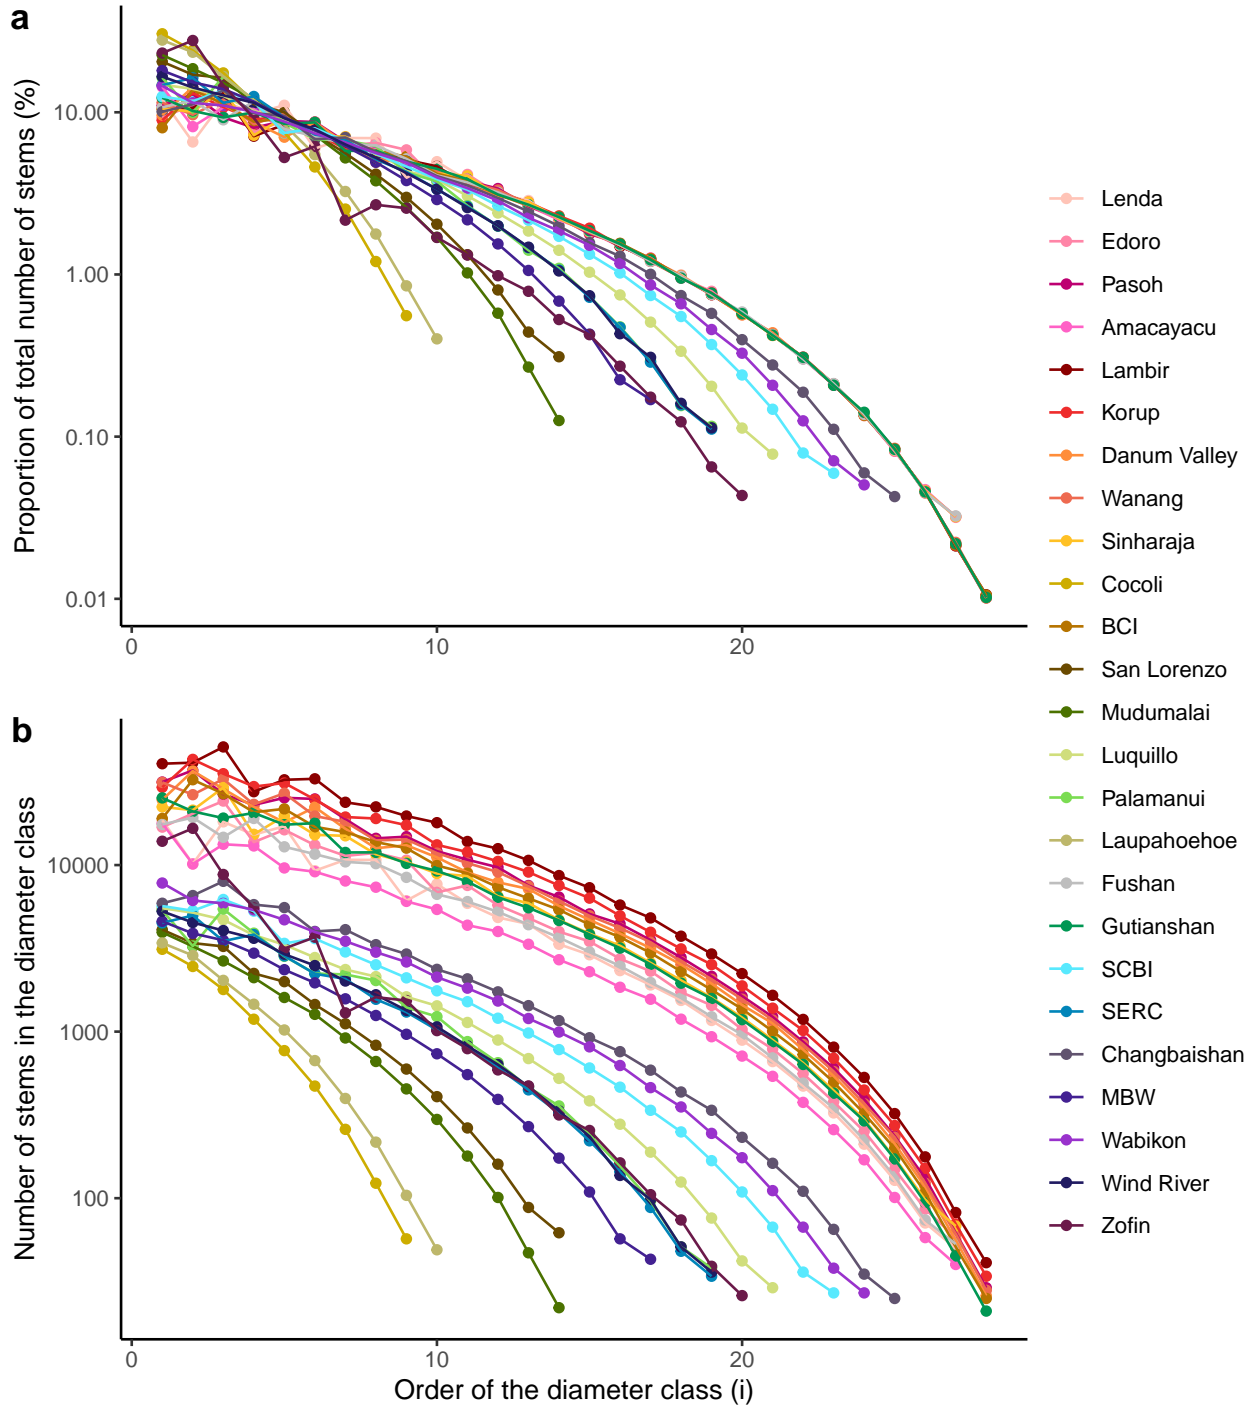 a
Proportion of total number of stems (%)
10.00
1.00
0.10
0.01
0
10
20
b
Number of stems in the diameter class
10000
1000
100
0
10
20
Order of the diameter class (i)
Lenda
Edoro
Pasoh
Amacayacu
Lambir
Korup
Danum Valley
Wanang
Sinharaja
Cocoli
BCI
San Lorenzo
Mudumalai
Luquillo
Palamanui
Laupahoehoe
Fushan
Gutianshan
SCBI
SERC
Changbaishan
MBW
Wabikon
Wind River
Zofin